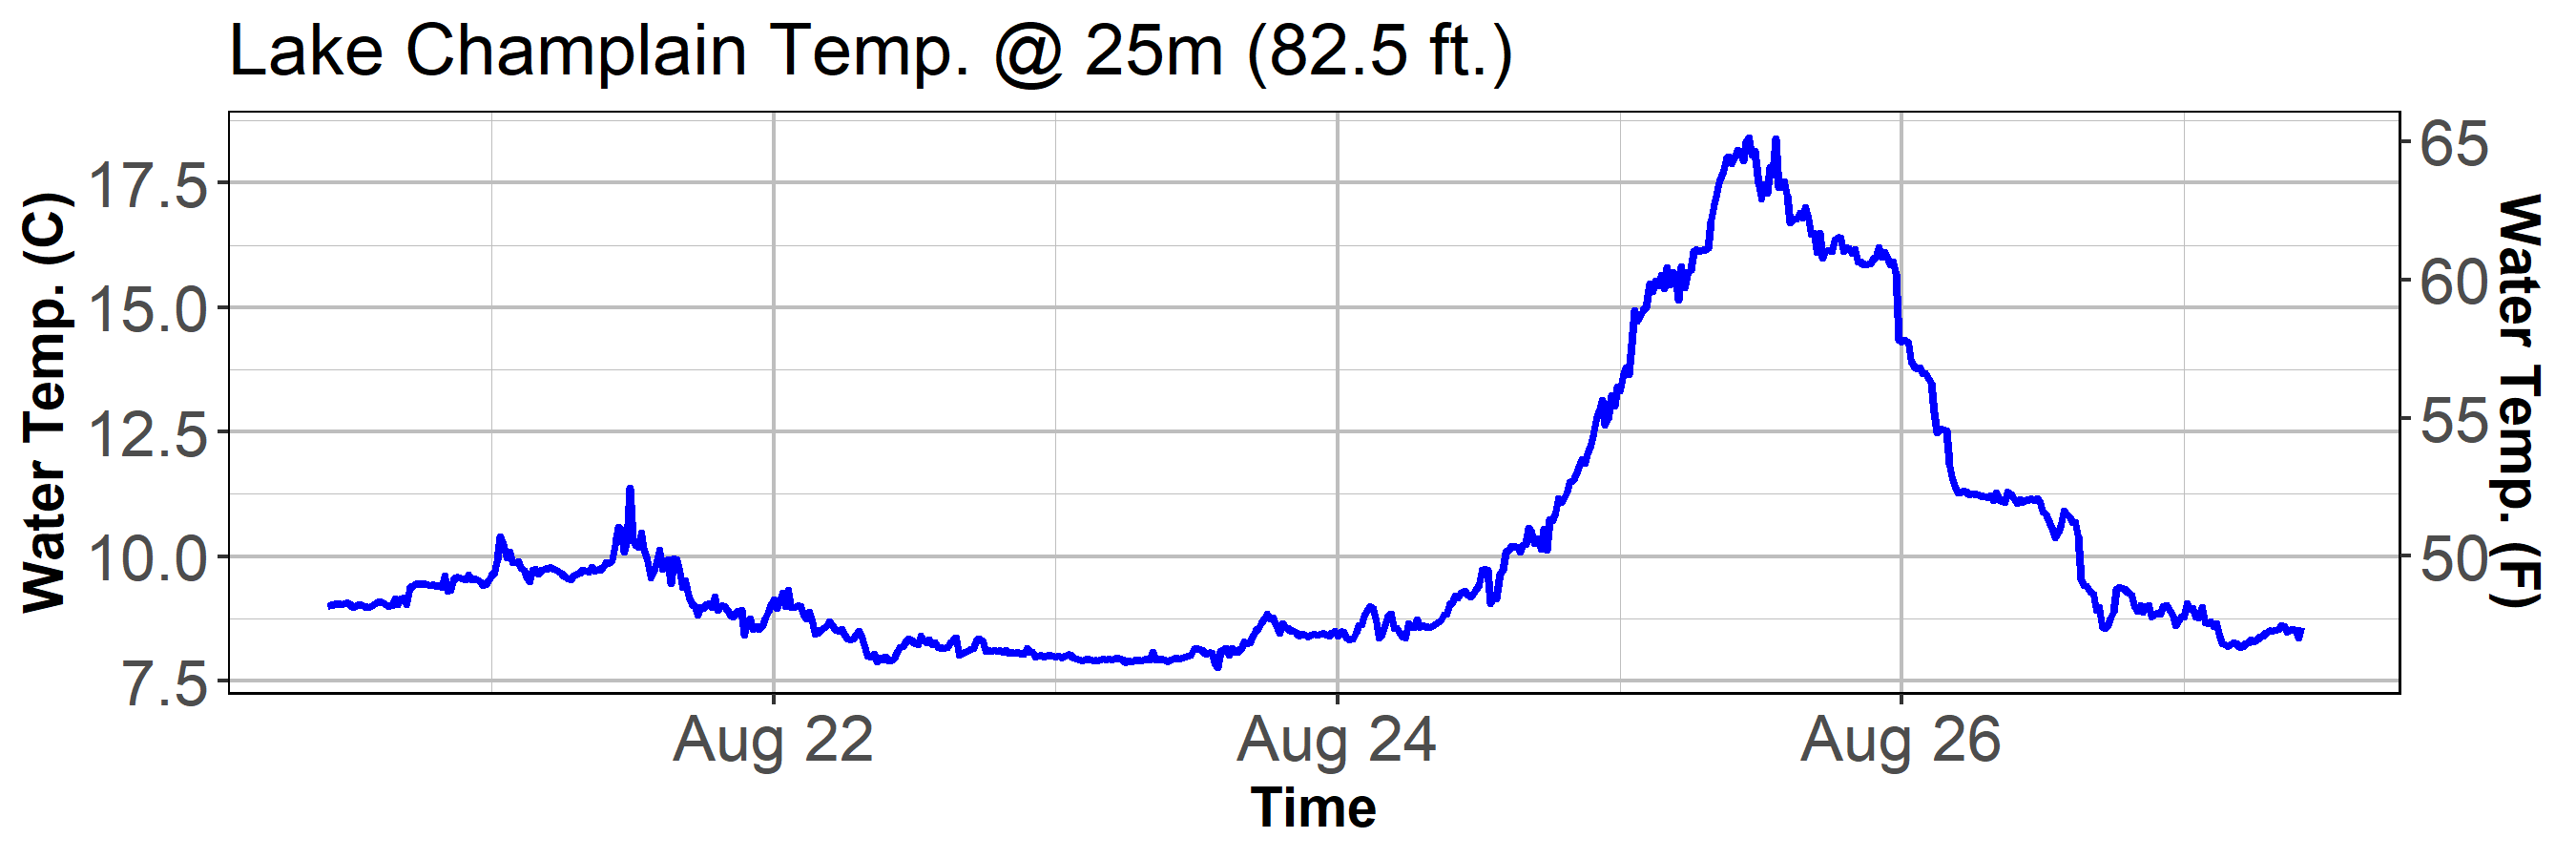 Lake Champlain Temp. @ 25m (82.5 ft.)
Water Temp. (C)
17.5
15.0
12.5
10.0
7.5
65
60
55
50
Water Temp. (F)
Aug 22
Aug 24
Aug 26
Time